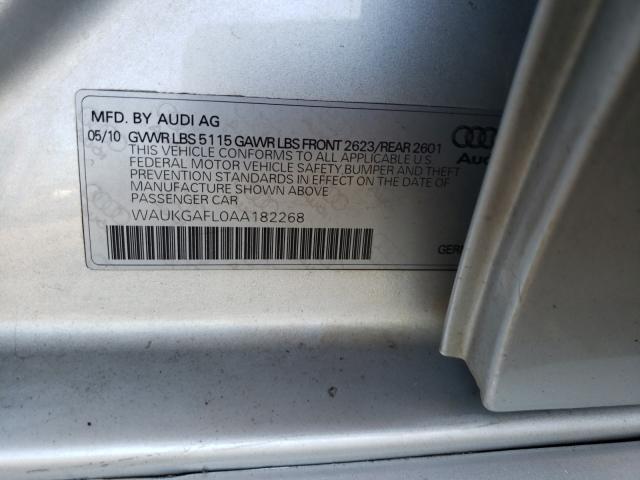 MFD. BY AUDI AG
05/10 GVWR LBS 5115 GAWR LBS FRONT 2623/REAR 2601
THIS VEHICLE CONFORMS TO ALL APPLICABLE U.S
FEDERAL MOTOR VEHICLE SAFETY, BUMPER AND THEFT
PREVENTION STANDARDS IN EFFECT ON THE DATE OF
MANUFACTURE SHOWN ABOVE
PASSENGER CAR
WAUKGAFL0AA182268